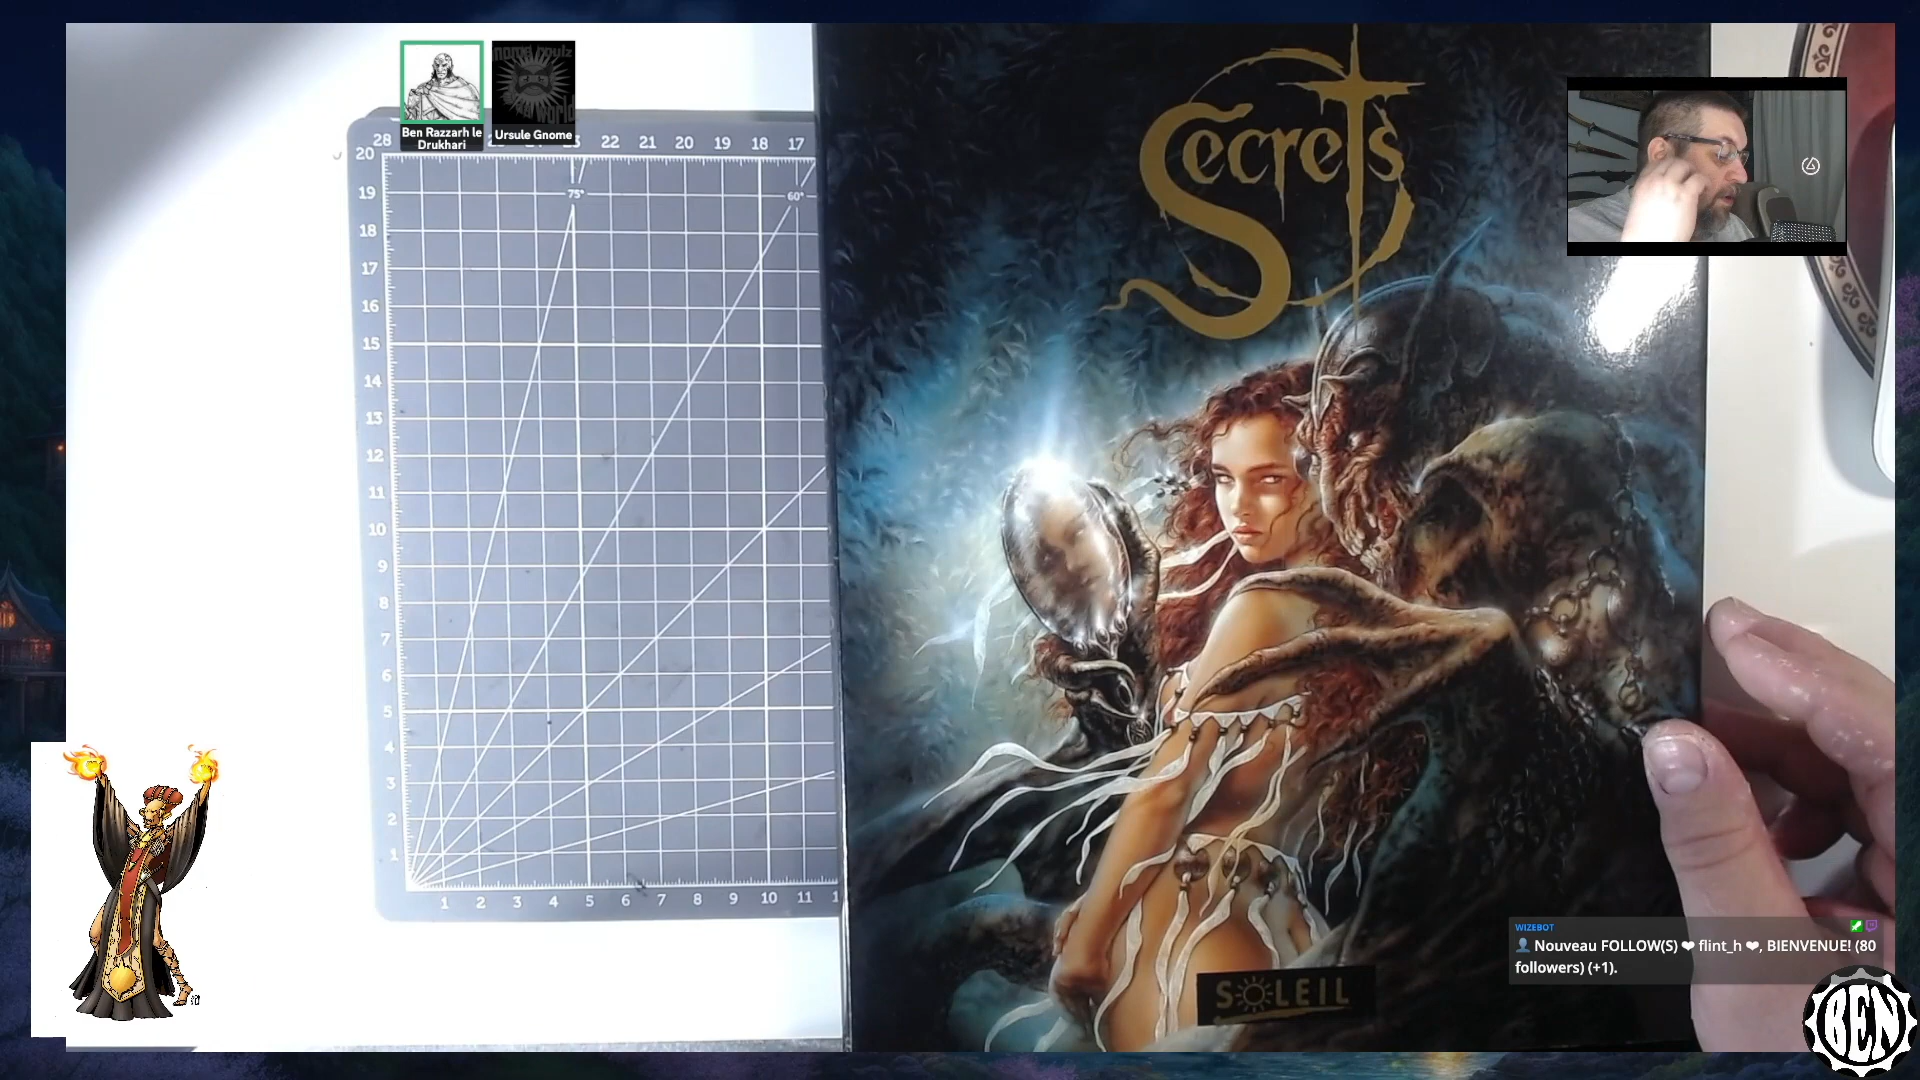 Ben Razzarh le
Drukhari
Ursule Gnome
28 22 21 20 19 18 17
20
75°
60°
19
18
17
16
15
14
13
12
11
10
9
8
7
6
5
4
3
2
1
1 2 3 4 5 6 7 8 9 10 11
Secrets
SOLEIL
WIZEBOT
Nouveau FOLLOW(S) ❤ flint_h ❤, BIENVENUE! (80
followers) (+1).
BEN